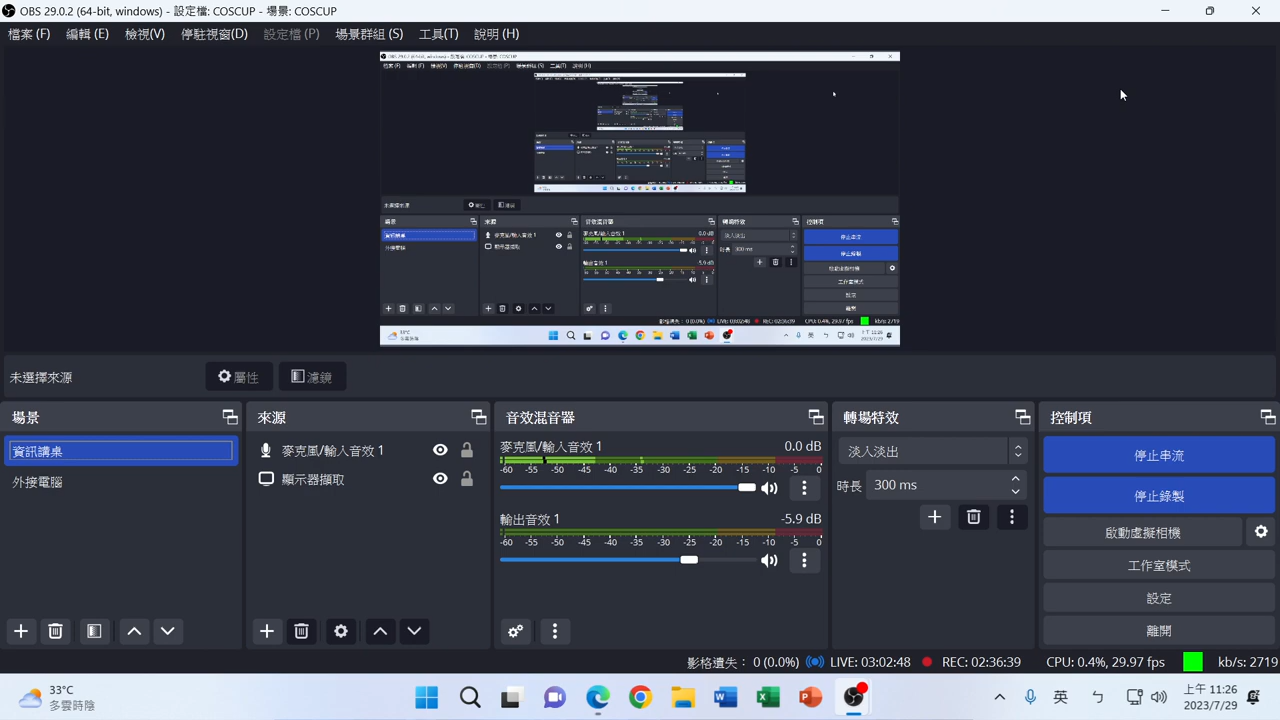 OBS 29.0.2 (64-bit, windows) - 設定檔: COSCUP - 場景: COSCUP
檔案 (F) 編輯 (E) 檢視(V) 停駐視窗(D) 設定檔 (P) 場景群組 (S) 工具(T) 說明 (H)
未選擇來源 屬性 濾鏡
場景 來源 音效混音器 轉場特效 控制項
資訊講桌
外接電腦
麥克風/輸入音效 1
顯示器擷取
麥克風/輸入音效 1 0.0 dB
-60 -55 -50 -45 -40 -35 -30 -25 -20 -15 -10 -5 0
輸出音效 1 -5.9 dB
-60 -55 -50 -45 -40 -35 -30 -25 -20 -15 -10 -5 0
淡入淡出
時長 300 ms
停止串流
停止錄製
啟動虛擬相機
工作室模式
設定
離開
影格遺失： 0 (0.0%) LIVE: 03:02:48 REC: 02:36:39 CPU: 0.4%, 29.97 fps kb/s: 2719
33°C
多雲時陰
英 ㄅ
上午 11:26
2023/7/29